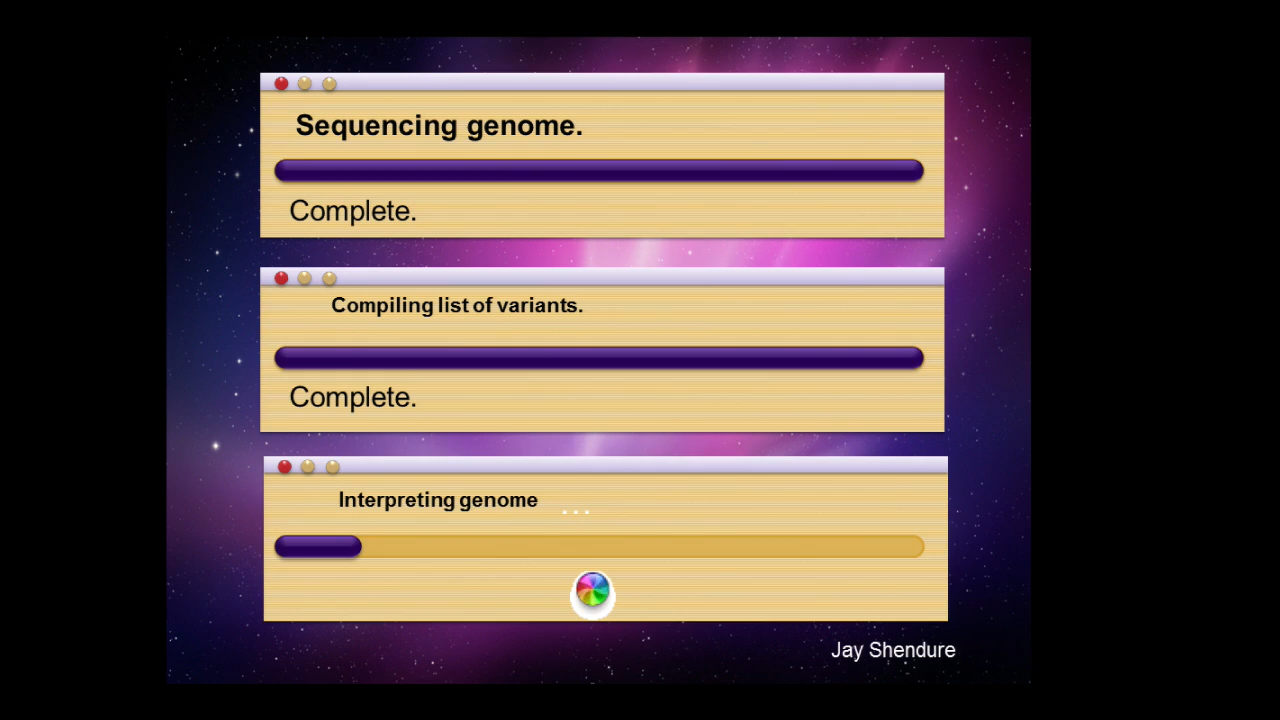 Sequencing genome.
Complete.
Compiling list of variants.
Complete.
Interpreting genome ...
Jay Shendure